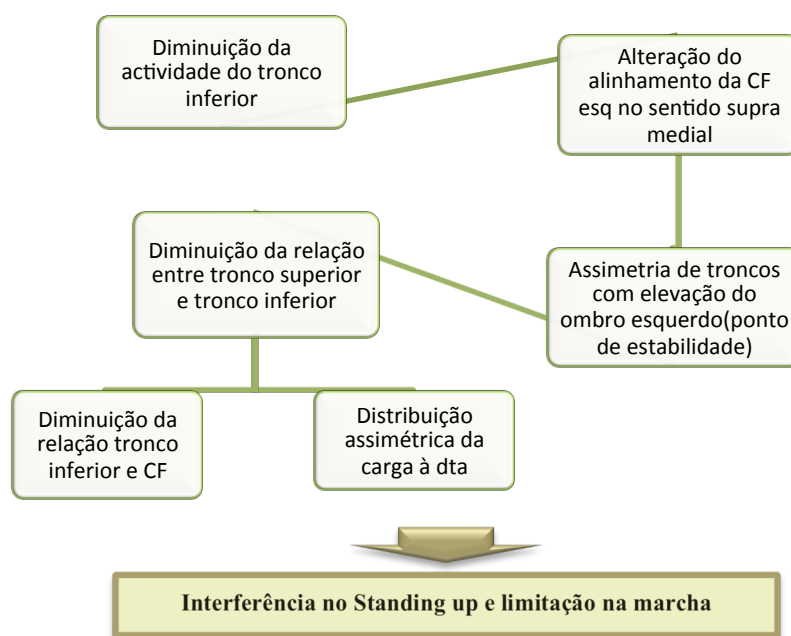 Diminuição da
actividade do tronco
inferior
Alteração do
alinhamento da CF
esq no sentido supra
medial
Diminuição da relação
entre tronco superior
e tronco inferior
Assimetria de troncos
com elevação do
ombro esquerdo(ponto
de estabilidade)
Diminuição da
relação tronco
inferior e CF
Distribuição
assimétrica da
carga à dta
Interferência no Standing up e limitação na marcha